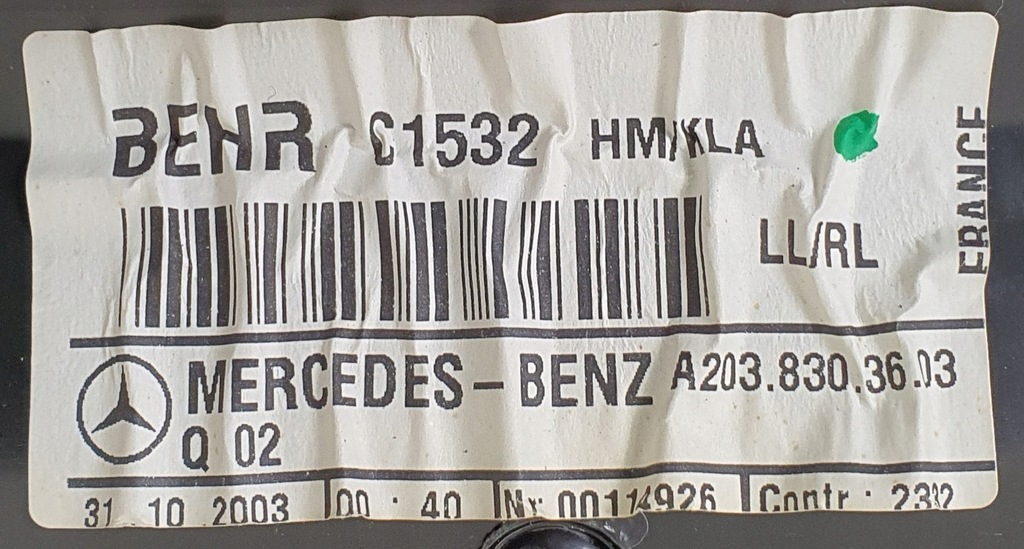 BEHR C1532 HM/KLA
FRANCE
LL/RL
MERCEDES-BENZ A203.830.36.03
Q 02
31 10 2003 00 : 40 Nr: 00114926 Contr : 2332